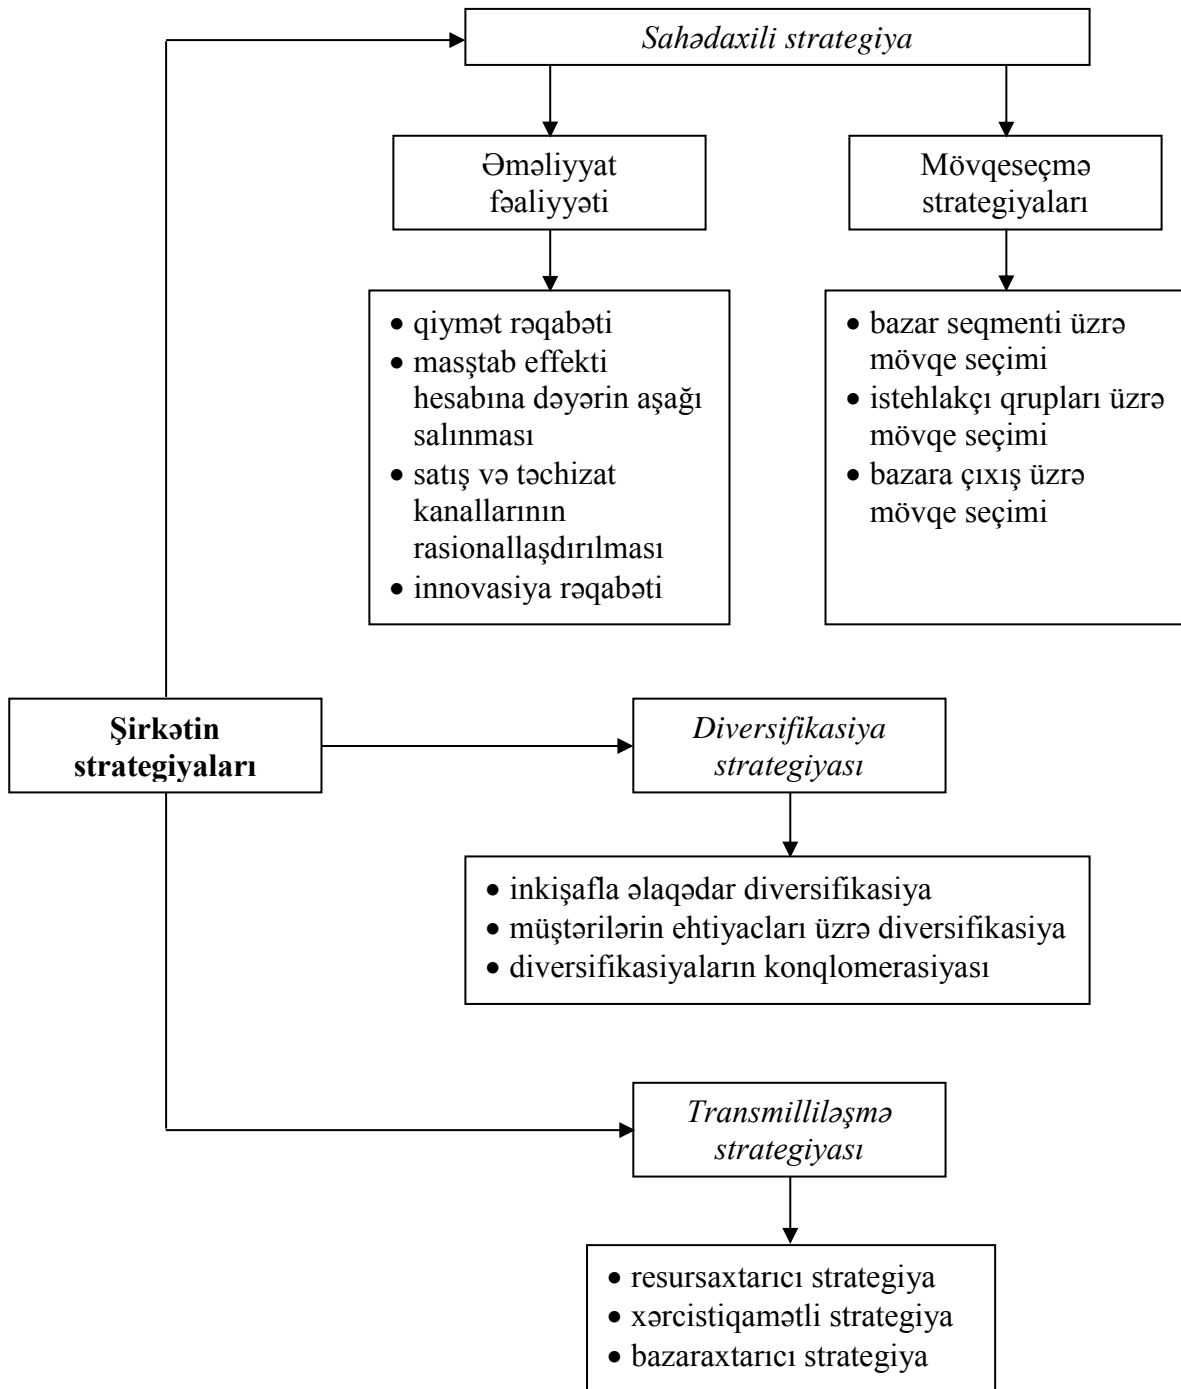 Sahədaxili strategiya
Əməliyyat
fəaliyyəti
Mövqeseçmə
strategiyaları
• qiymət rəqabəti
• masştab effekti
hesabına dəyərin aşağı
salınması
• satış və təchizat
kanallarının
rasionallaşdırılması
• innovasiya rəqabəti
• bazar seqmenti üzrə
mövqe seçimi
• istehlakçı qrupları üzrə
mövqe seçimi
• bazara çıxış üzrə
mövqe seçimi
Şirkətin
strategiyaları
Diversifikasiya
strategiyası
• inkişafla əlaqədar diversifikasiya
• müştərilərin ehtiyacları üzrə diversifikasiya
• diversifikasiyaların konqlomerasiyası
Transmilliləşmə
strategiyası
• resursaxtarıcı strategiya
• xərcistiqamətli strategiya
• bazaraxtarıcı strategiya